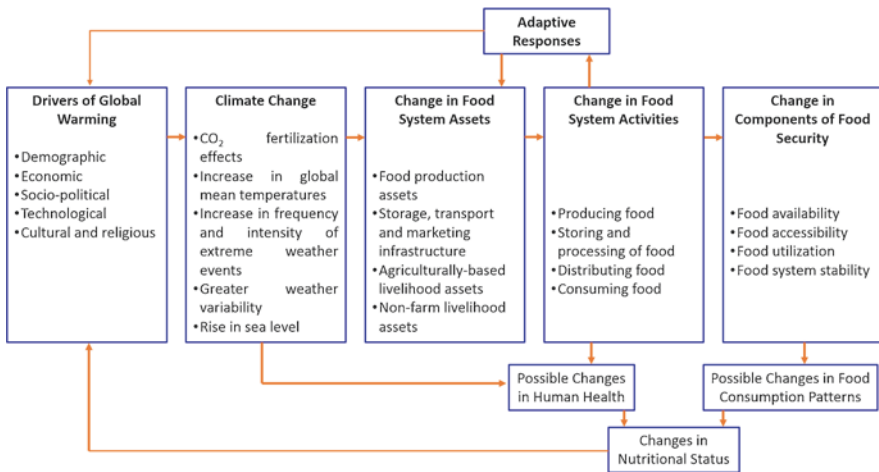 Adaptive
Responses
Drivers of Global
Warming
•Demographic
•Economic
•Socio-political
•Technological
•Cultural and religious
Climate Change
•CO₂ fertilization
effects
•Increase in global
mean temperatures
•Increase in frequency
and intensity of
extreme weather
events
•Greater weather
variability
•Rise in sea level
Change in Food
System Assets
•Food production
assets
•Storage, transport
and marketing
infrastructure
•Agriculturally-based
livelihood assets
•Non-farm livelihood
assets
Change in Food
System Activities
•Producing food
•Storing and
processing of food
•Distributing food
•Consuming food
Change in
Components of Food
Security
•Food availability
•Food accessibility
•Food utilization
•Food system stability
Possible Changes
in Human Health
Possible Changes in Food
Consumption Patterns
Changes in
Nutritional Status